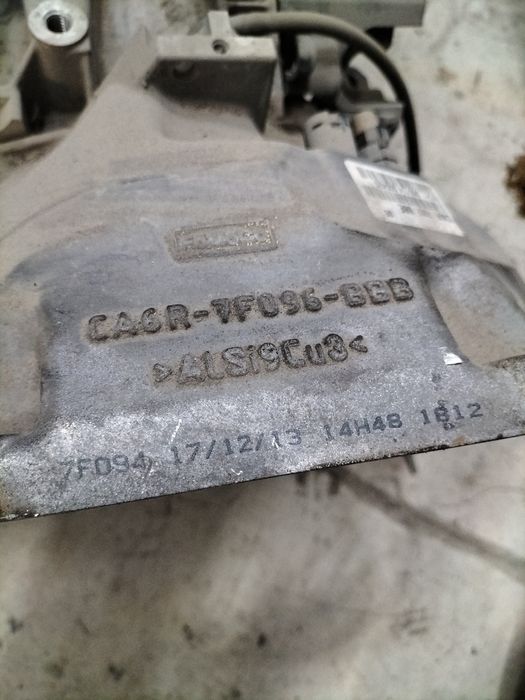 CA6R-7F096-BBB
>ALSi9Cu3<
7F094 17/12/13 14H48 1812